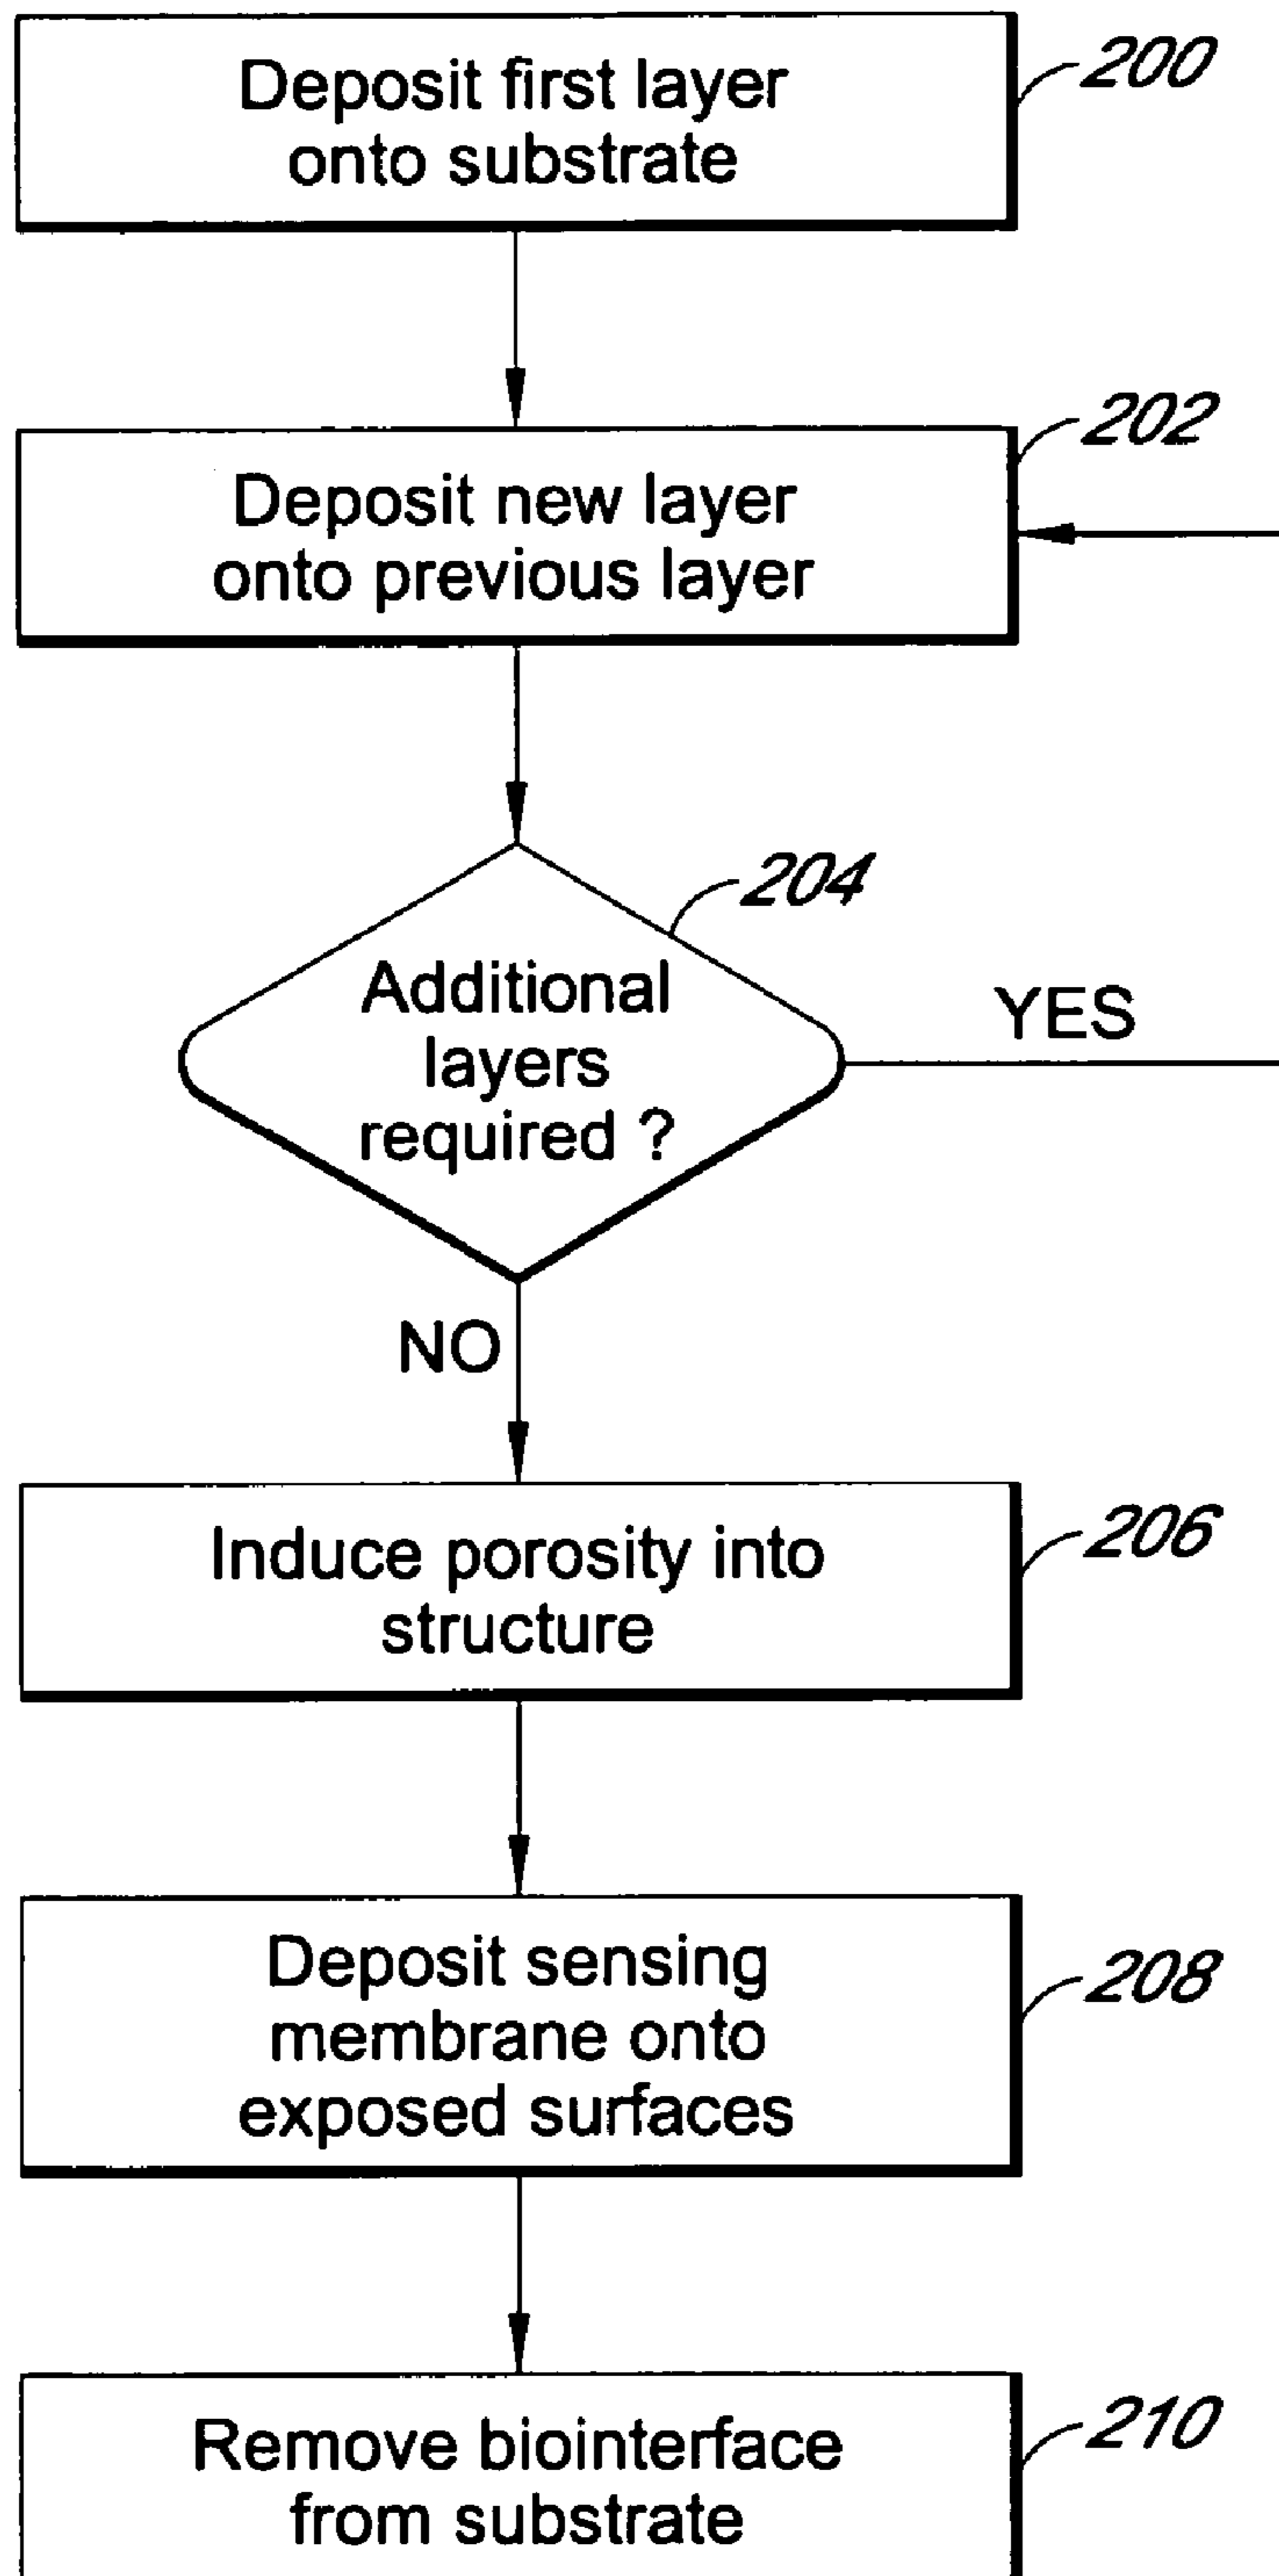 Deposit first layer
onto substrate
200
Deposit new layer
onto previous layer
202
204
Additional
layers
required ?
YES
NO
Induce porosity into
structure
206
Deposit sensing
membrane onto
exposed surfaces
208
Remove biointerface
from substrate
210